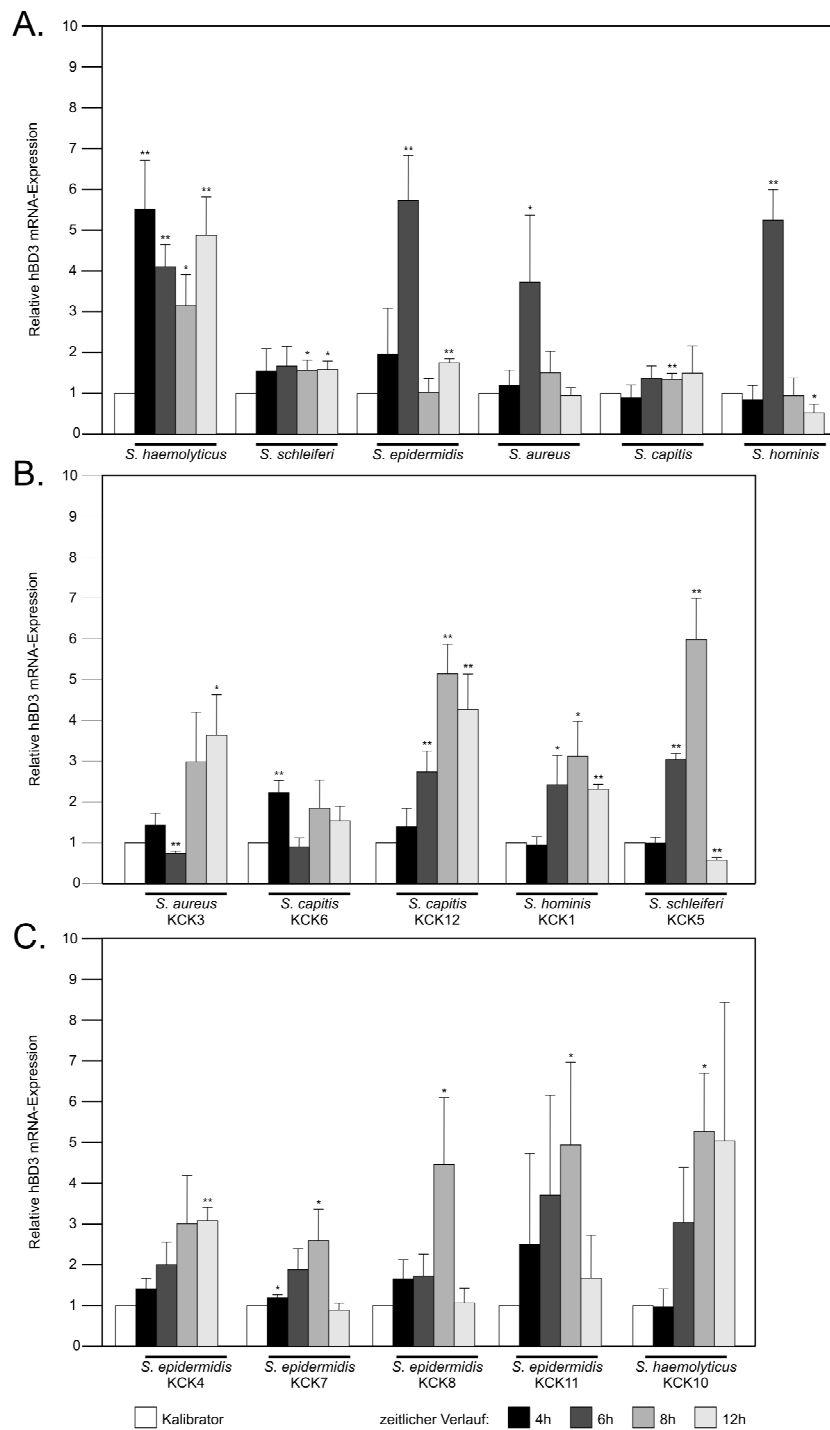 A.
Relative hBD3 mRNA-Expression
10
9
8
7
6
5
4
3
2
1
0
** ** * **
* *
** **
*
**
** *
S. haemolyticus S. schleiferi S. epidermidis S. aureus S. capitis S. hominis
B.
Relative hBD3 mRNA-Expression
10
9
8
7
6
5
4
3
2
1
0
** *
**
** ** **
* * **
** ** **
S. aureus S. capitis S. capitis S. hominis S. schleiferi
KCK3 KCK6 KCK12 KCK1 KCK5
C.
Relative hBD3 mRNA-Expression
10
9
8
7
6
5
4
3
2
1
0
**
* *
*
*
*
S. epidermidis S. epidermidis S. epidermidis S. epidermidis S. haemolyticus
KCK4 KCK7 KCK8 KCK11 KCK10
Kalibrator zeitlicher Verlauf: 4h 6h 8h 12h